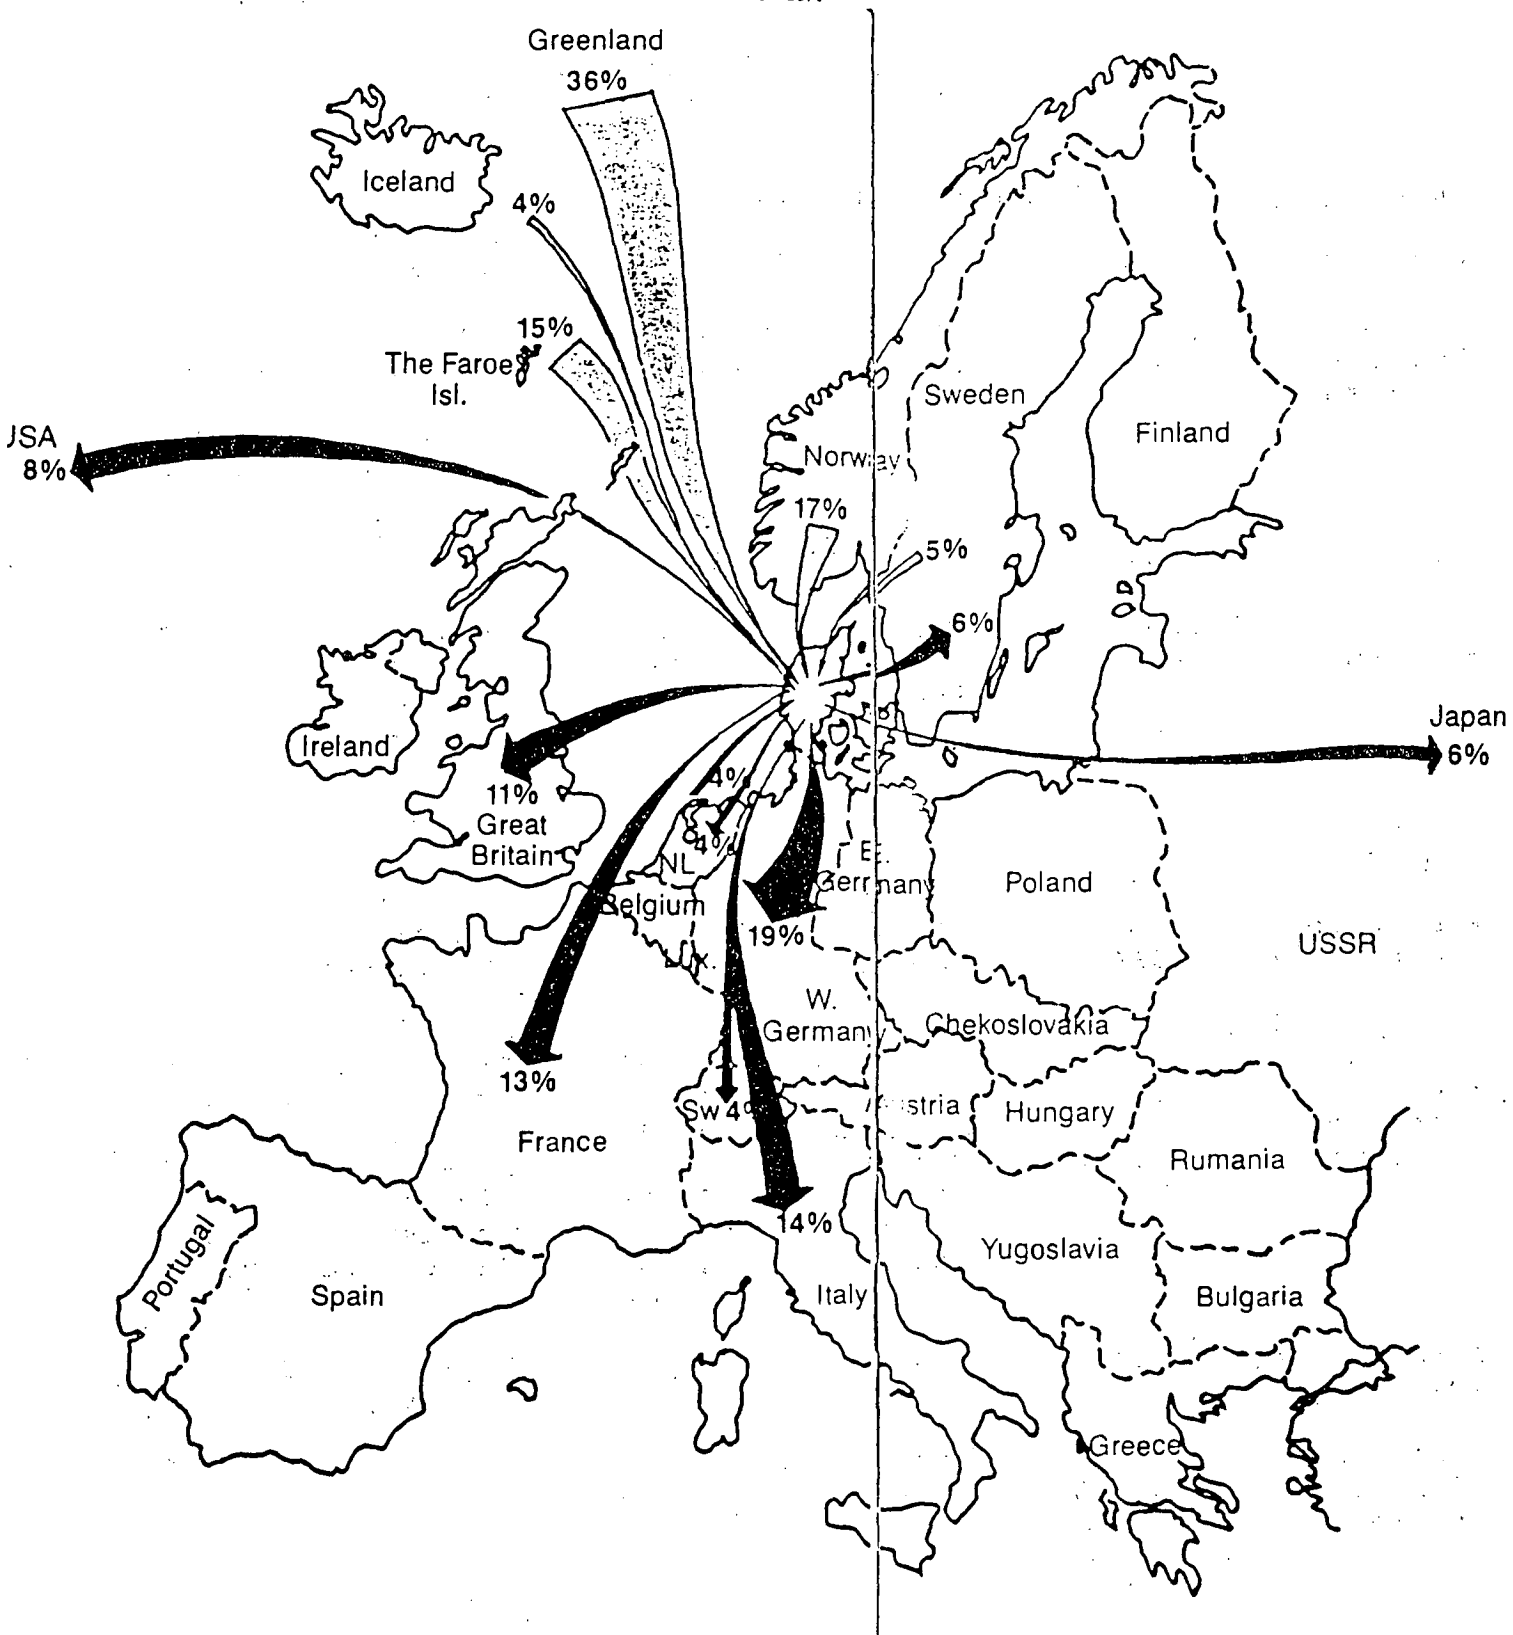 Greenland
36%
Iceland
4%
15%
The Faroe
Isl.
JSA
8%
Sweden
Finland
Norway
17%
5%
6%
Japan
6%
Ireland
11%
Great
Britain
4%
4%
NL
Belgium
E.
Germany
Poland
19%
USSR
W.
Germany
Chekoslovakia
13%
Sw 4%
stria
Hungary
France
Rumania
14%
Portugal
Spain
Yugoslavia
Italy
Bulgaria
Greece